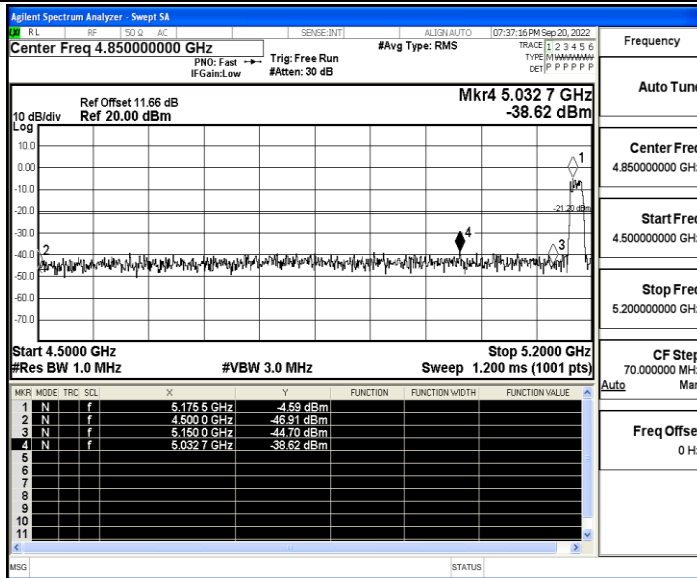 Agilent Spectrum Analyzer - Swept SA
RL RF 50 Ω AC SENSE:INT ALIGN AUTO 07:37:16 PM Sep 20, 2022
Center Freq 4.850000000 GHz #Avg Type: RMS TRACE 1 2 3 4 5 6
PNO: Fast Trig: Free Run TYPE M WWWWW
IFGain:Low #Atten: 30 dB DET P P P P P P
Ref Offset 11.66 dB Mkr4 5.032 7 GHz
10 dB/div Ref 20.00 dBm -38.62 dBm
Log
10.0
0.00
-10.0
-20.0
-30.0
-40.0
-50.0
-60.0
-70.0
1
-21.20 dBm
4
3
2
Start 4.5000 GHz Stop 5.2000 GHz
#Res BW 1.0 MHz #VBW 3.0 MHz Sweep 1.200 ms (1001 pts)
MKR MODE TRC SCL X Y FUNCTION FUNCTION WIDTH FUNCTION VALUE
1 N f 5.175 5 GHz -4.59 dBm
2 N f 4.500 0 GHz -46.91 dBm
3 N f 5.150 0 GHz -44.70 dBm
4 N f 5.032 7 GHz -38.62 dBm
5
6
7
8
9
10
11
MSG STATUS
Frequency
Auto Tune
Center Freq
4.850000000 GHz
Start Freq
4.500000000 GHz
Stop Freq
5.200000000 GHz
CF Step
70.000000 MHz
Auto Man
Freq Offset
0 Hz